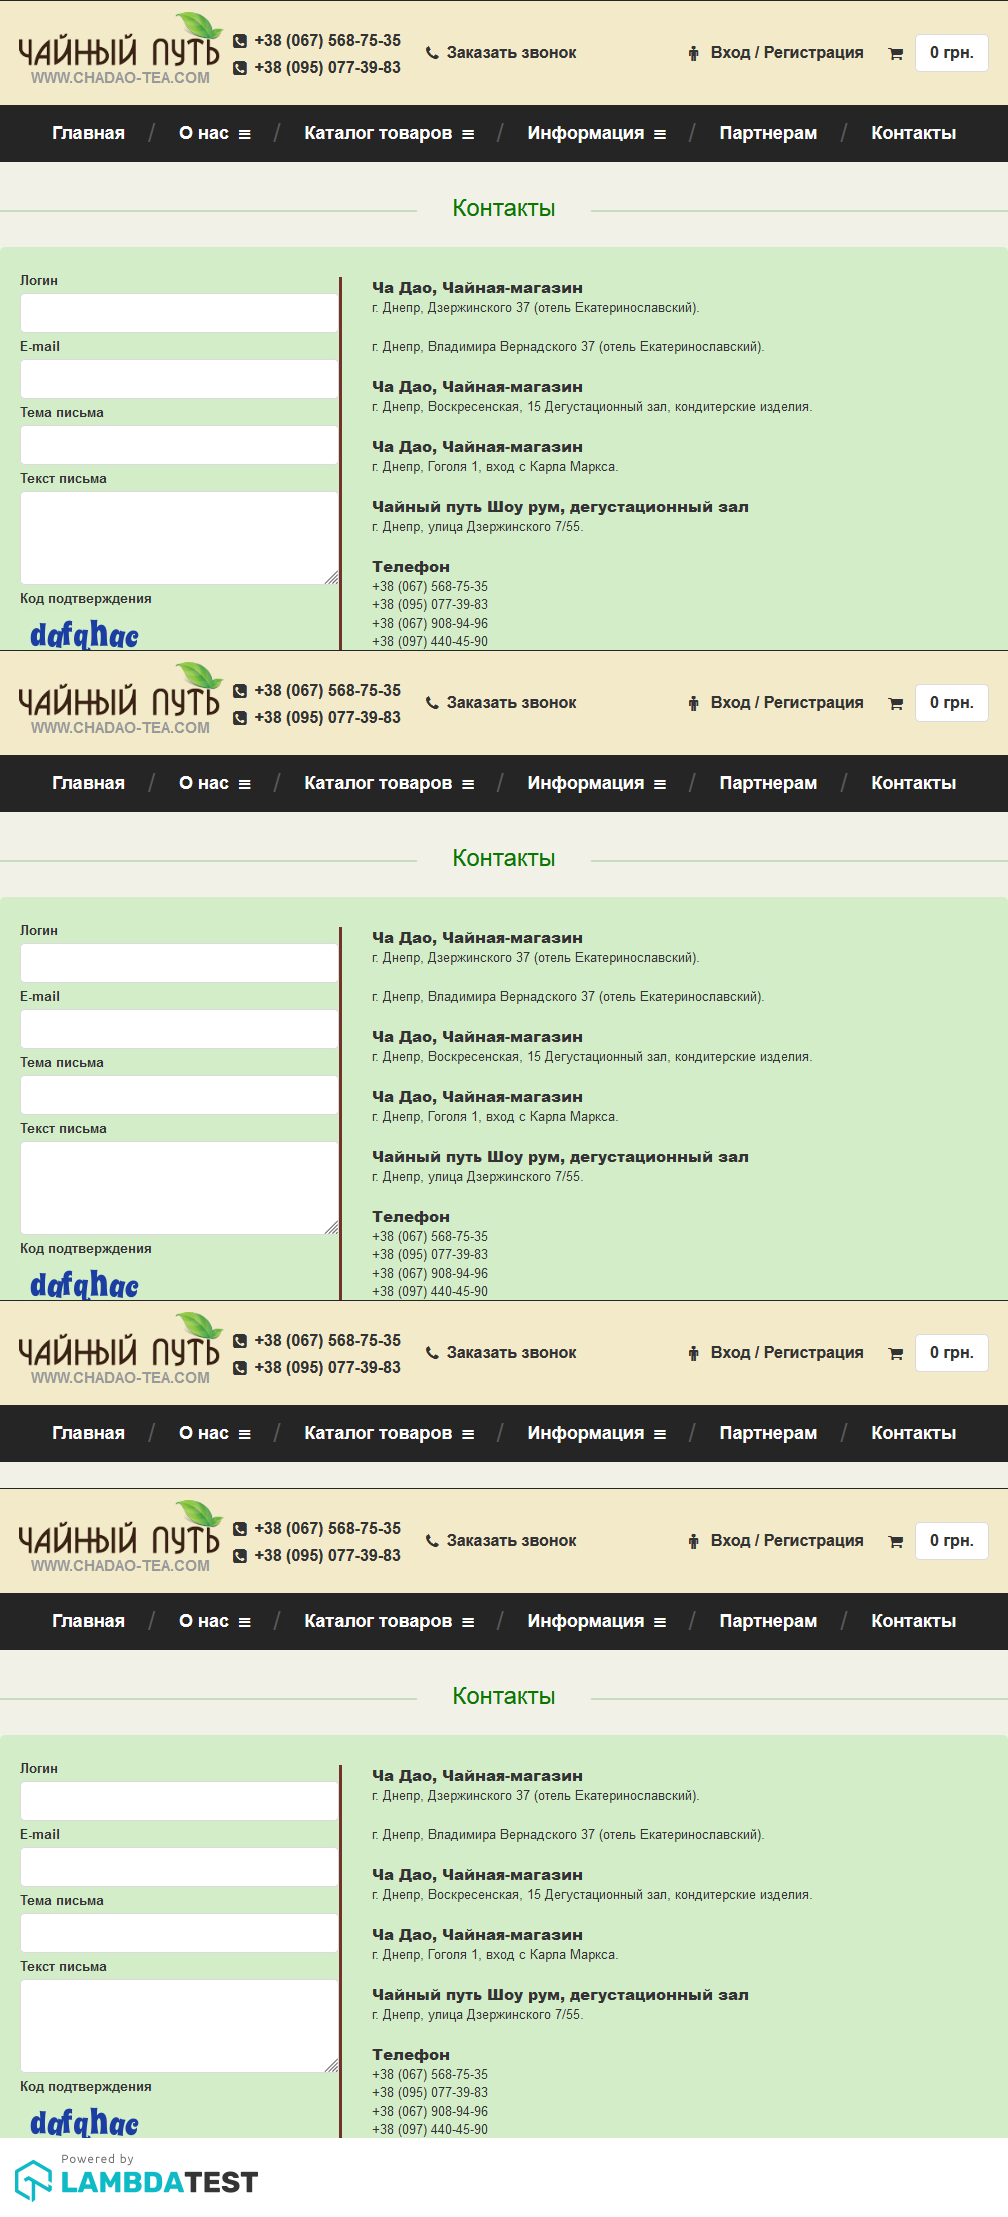 ЧАЙНЫЙ ПУТЬ
WWW.CHADAO-TEA.COM
+38 (067) 568-75-35
+38 (095) 077-39-83
Заказать звонок
Вход / Регистрация
0 грн.
Главная / О нас / Каталог товаров / Информация / Партнерам / Контакты
Контакты
Логин
E-mail
Тема письма
Текст письма
Код подтверждения
dafqhac
Ча Дао, Чайная-магазин
г. Днепр, Дзержинского 37 (отель Екатеринославский).
г. Днепр, Владимира Вернадского 37 (отель Екатеринославский).
Ча Дао, Чайная-магазин
г. Днепр, Воскресенская, 15 Дегустационный зал, кондитерские изделия.
Ча Дао, Чайная-магазин
г. Днепр, Гоголя 1, вход с Карла Маркса.
Чайный путь Шоу рум, дегустационный зал
г. Днепр, улица Дзержинского 7/55.
Телефон
+38 (067) 568-75-35
+38 (095) 077-39-83
+38 (067) 908-94-96
+38 (097) 440-45-90
ЧАЙНЫЙ ПУТЬ
WWW.CHADAO-TEA.COM
+38 (067) 568-75-35
+38 (095) 077-39-83
Заказать звонок
Вход / Регистрация
0 грн.
Главная / О нас / Каталог товаров / Информация / Партнерам / Контакты
Контакты
Логин
E-mail
Тема письма
Текст письма
Код подтверждения
dafqhac
Ча Дао, Чайная-магазин
г. Днепр, Дзержинского 37 (отель Екатеринославский).
г. Днепр, Владимира Вернадского 37 (отель Екатеринославский).
Ча Дао, Чайная-магазин
г. Днепр, Воскресенская, 15 Дегустационный зал, кондитерские изделия.
Ча Дао, Чайная-магазин
г. Днепр, Гоголя 1, вход с Карла Маркса.
Чайный путь Шоу рум, дегустационный зал
г. Днепр, улица Дзержинского 7/55.
Телефон
+38 (067) 568-75-35
+38 (095) 077-39-83
+38 (067) 908-94-96
+38 (097) 440-45-90
ЧАЙНЫЙ ПУТЬ
WWW.CHADAO-TEA.COM
+38 (067) 568-75-35
+38 (095) 077-39-83
Заказать звонок
Вход / Регистрация
0 грн.
Главная / О нас / Каталог товаров / Информация / Партнерам / Контакты
ЧАЙНЫЙ ПУТЬ
WWW.CHADAO-TEA.COM
+38 (067) 568-75-35
+38 (095) 077-39-83
Заказать звонок
Вход / Регистрация
0 грн.
Главная / О нас / Каталог товаров / Информация / Партнерам / Контакты
Контакты
Логин
E-mail
Тема письма
Текст письма
Код подтверждения
dafqhac
Ча Дао, Чайная-магазин
г. Днепр, Дзержинского 37 (отель Екатеринославский).
г. Днепр, Владимира Вернадского 37 (отель Екатеринославский).
Ча Дао, Чайная-магазин
г. Днепр, Воскресенская, 15 Дегустационный зал, кондитерские изделия.
Ча Дао, Чайная-магазин
г. Днепр, Гоголя 1, вход с Карла Маркса.
Чайный путь Шоу рум, дегустационный зал
г. Днепр, улица Дзержинского 7/55.
Телефон
+38 (067) 568-75-35
+38 (095) 077-39-83
+38 (067) 908-94-96
+38 (097) 440-45-90
Powered by
LAMBDATEST